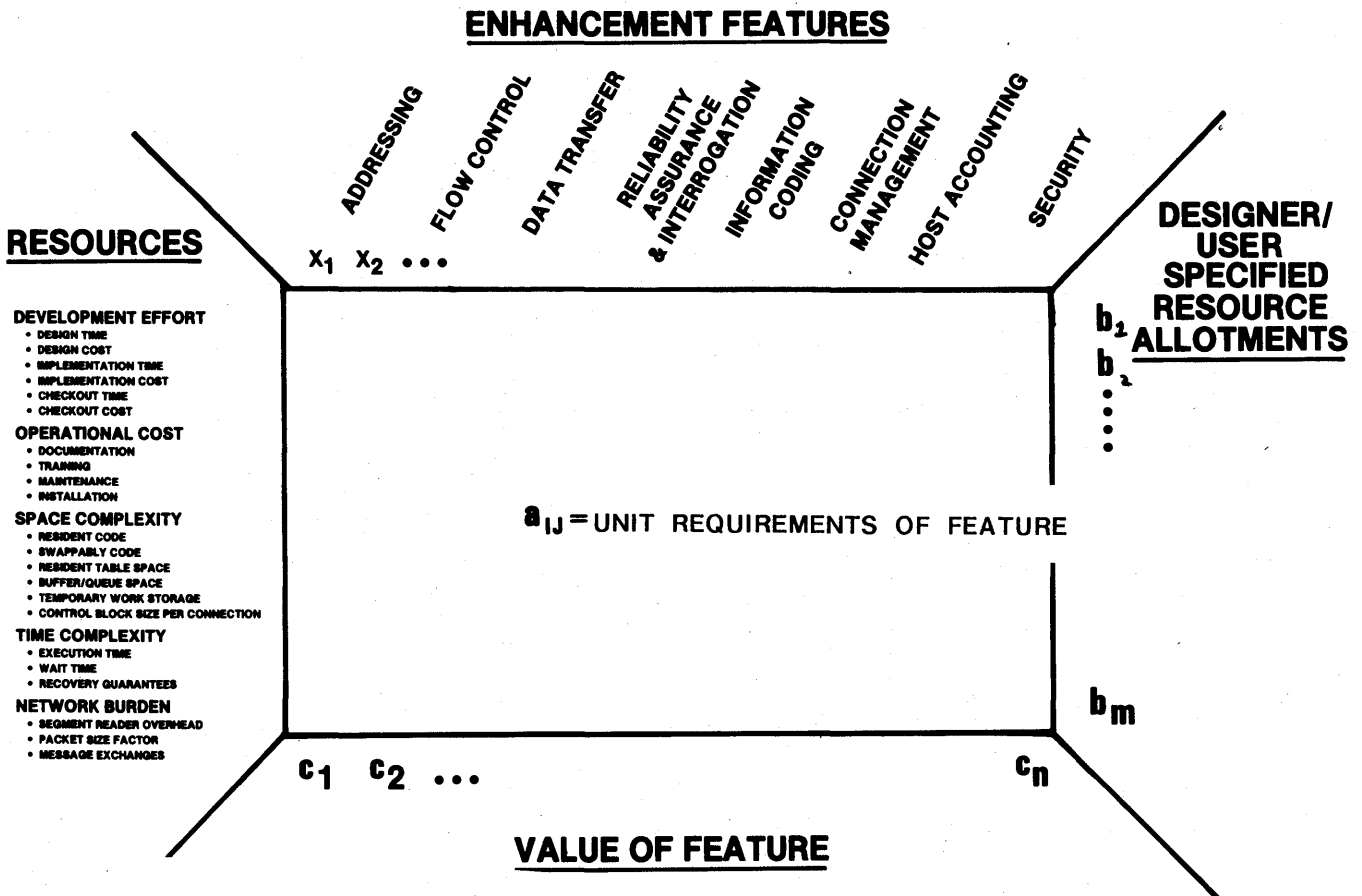 ENHANCEMENT FEATURES
ADDRESSING
FLOW CONTROL
DATA TRANSFER
RELIABILITY
ASSURANCE
& INTERROGATION
INFORMATION
CODING
CONNECTION
MANAGEMENT
HOST ACCOUNTING
SECURITY
X1 X2 •••
RESOURCES
DEVELOPMENT EFFORT
• DESIGN TIME
• DESIGN COST
• IMPLEMENTATION TIME
• IMPLEMENTATION COST
• CHECKOUT TIME
• CHECKOUT COST
OPERATIONAL COST
• DOCUMENTATION
• TRAINING
• MAINTENANCE
• INSTALLATION
SPACE COMPLEXITY
• RESIDENT CODE
• SWAPPABLY CODE
• RESIDENT TABLE SPACE
• BUFFER/QUEUE SPACE
• TEMPORARY WORK STORAGE
• CONTROL BLOCK SIZE PER CONNECTION
TIME COMPLEXITY
• EXECUTION TIME
• WAIT TIME
• RECOVERY GUARANTEES
NETWORK BURDEN
• SEGMENT READER OVERHEAD
• PACKET SIZE FACTOR
• MESSAGE EXCHANGES
aIJ = UNIT REQUIREMENTS OF FEATURE
DESIGNER/
USER
SPECIFIED
RESOURCE
ALLOTMENTS
b1
b2
•
•
•
•
bm
c1 c2 ••• cn
VALUE OF FEATURE